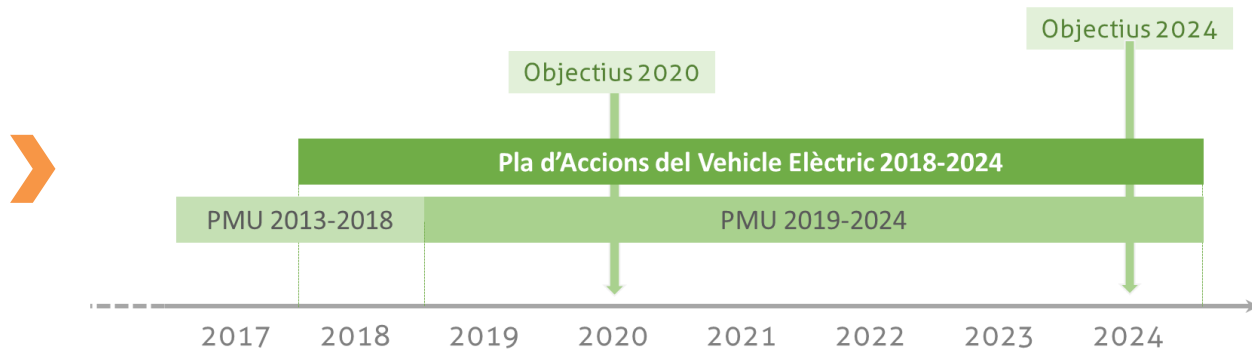 Objectius 2024
Objectius 2020
Pla d’Accions del Vehicle Elèctric 2018-2024
PMU 2013-2018
PMU 2019-2024
2017
2018
2019
2020
2021
2022
2023
2024